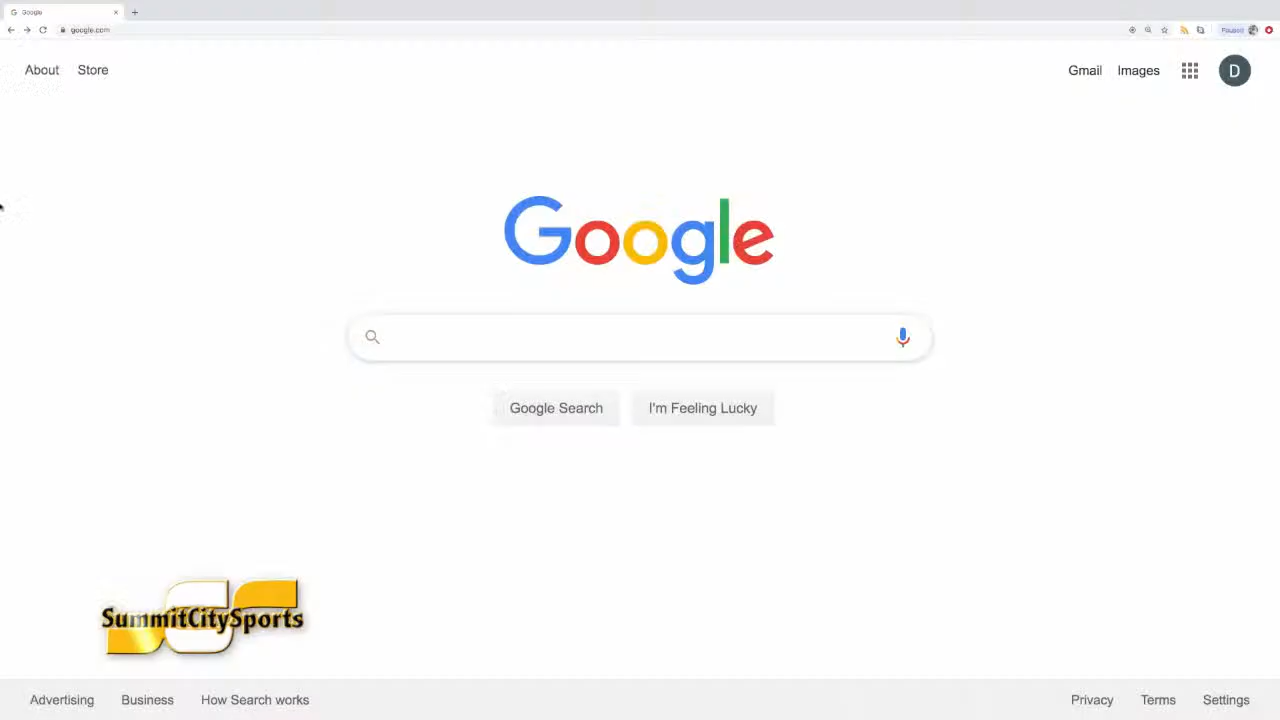 Google
google.com
Paused
About Store
Gmail Images
D
Google
Google Search I'm Feeling Lucky
SummitCitySports
Advertising Business How Search works
Privacy Terms Settings